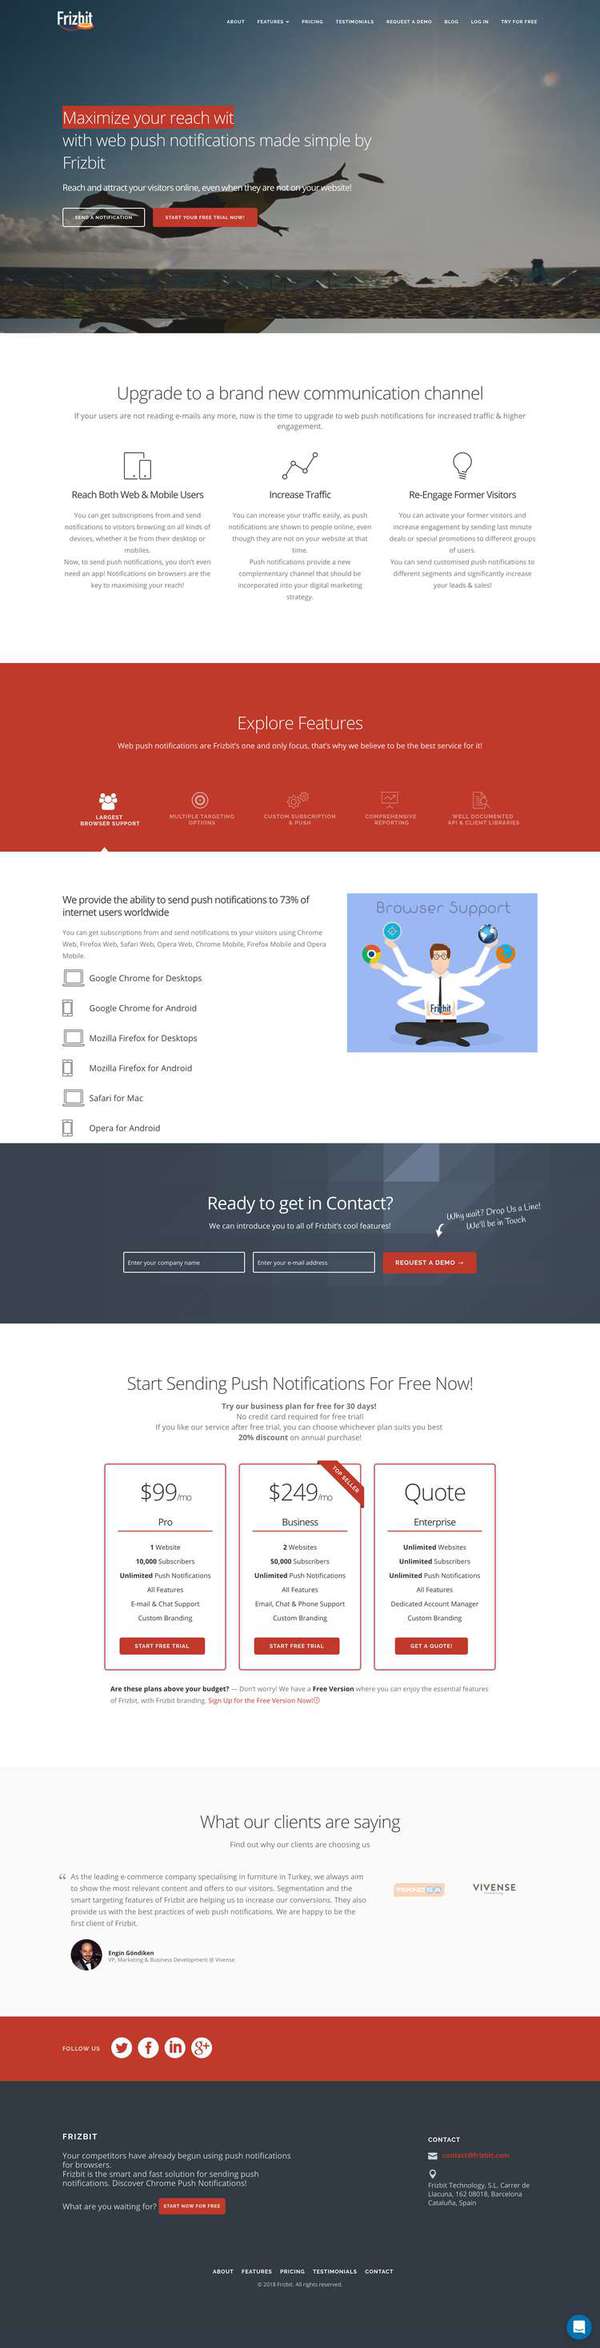 Frizbit
ABOUT FEATURES PRICING TESTIMONIALS REQUEST A DEMO BLOG LOG IN TRY FOR FREE
Maximize your reach wit
with web push notifications made simple by
Frizbit
Reach and attract your visitors online, even when they are not on your website!
SEND A NOTIFICATION
START YOUR FREE TRIAL NOW!
Upgrade to a brand new communication channel
If your users are not reading e-mails any more, now is the time to upgrade to web push notifications for increased traffic & higher
engagement.
Reach Both Web & Mobile Users
You can get subscriptions from and send
notifications to visitors browsing on all kinds of
devices, whether it be from their desktop or
mobiles.
Now, to send push notifications, you don't even
need an app! Notifications on browsers are the
key to maximising your reach!
Increase Traffic
You can increase your traffic easily, as push
notifications are shown to people online, even
though they are not on your website at that
time.
Push notifications provide a new
complementary channel that should be
incorporated into your digital marketing
strategy.
Re-Engage Former Visitors
You can activate your former visitors and
increase engagement by sending last minute
deals or special promotions to different groups
of users.
You can send customised push notifications to
different segments and significantly increase
your leads & sales!
Explore Features
Web push notifications are Frizbit's one and only focus, that's why we believe to be the best service for it!
LARGEST
BROWSER SUPPORT
MULTIPLE TARGETING
OPTIONS
CUSTOM SUBSCRIPTION
& PUSH
COMPREHENSIVE
REPORTING
WELL DOCUMENTED
API & CLIENT LIBRARIES
We provide the ability to send push notifications to 73% of
internet users worldwide
You can get subscriptions from and send notifications to your visitors using Chrome
Web, Firefox Web, Safari Web, Opera Web, Chrome Mobile, Firefox Mobile and Opera
Mobile.
Google Chrome for Desktops
Google Chrome for Android
Mozilla Firefox for Desktops
Mozilla Firefox for Android
Safari for Mac
Opera for Android
Browser Support
Frizbit
Ready to get in Contact?
We can introduce you to all of Frizbit's cool features!
Why wait? Drop Us a Line!
We'll be in Touch
Enter your company name
Enter your e-mail address
REQUEST A DEMO →
Start Sending Push Notifications For Free Now!
Try our business plan for free for 30 days!
No credit card required for free trial!
If you like our service after free trial, you can choose whichever plan suits you best
20% discount on annual purchase!
$99/mo
Pro
1 Website
10,000 Subscribers
Unlimited Push Notifications
All Features
E-mail & Chat Support
Custom Branding
START FREE TRIAL
TOP SELLER
$249/mo
Business
2 Websites
50,000 Subscribers
Unlimited Push Notifications
All Features
Email, Chat & Phone Support
Custom Branding
START FREE TRIAL
Quote
Enterprise
Unlimited Websites
Unlimited Subscribers
Unlimited Push Notifications
All Features
Dedicated Account Manager
Custom Branding
GET A QUOTE!
Are these plans above your budget? — Don't worry! We have a Free Version where you can enjoy the essential features
of Frizbit, with Frizbit branding. Sign Up for the Free Version Now!
What our clients are saying
Find out why our clients are choosing us
“ As the leading e-commerce company specialising in furniture in Turkey, we always aim
to show the most relevant content and offers to our visitors. Segmentation and the
smart targeting features of Frizbit are helping us to increase our conversions. They also
provide us with the best practices of web push notifications. We are happy to be the
first client of Frizbit.
Engin Göndiken
VP, Marketing & Business Development @ Vivense
TEKNOSA
VIVENSE
FOLLOW US
FRIZBIT
Your competitors have already begun using push notifications
for browsers.
Frizbit is the smart and fast solution for sending push
notifications. Discover Chrome Push Notifications!
What are you waiting for? START NOW FOR FREE
CONTACT
contact@frizbit.com
Frizbit Technology, S.L. Carrer de
Llacuna, 162 08018, Barcelona
Cataluña, Spain
ABOUT FEATURES PRICING TESTIMONIALS CONTACT
© 2018 Frizbit. All rights reserved.